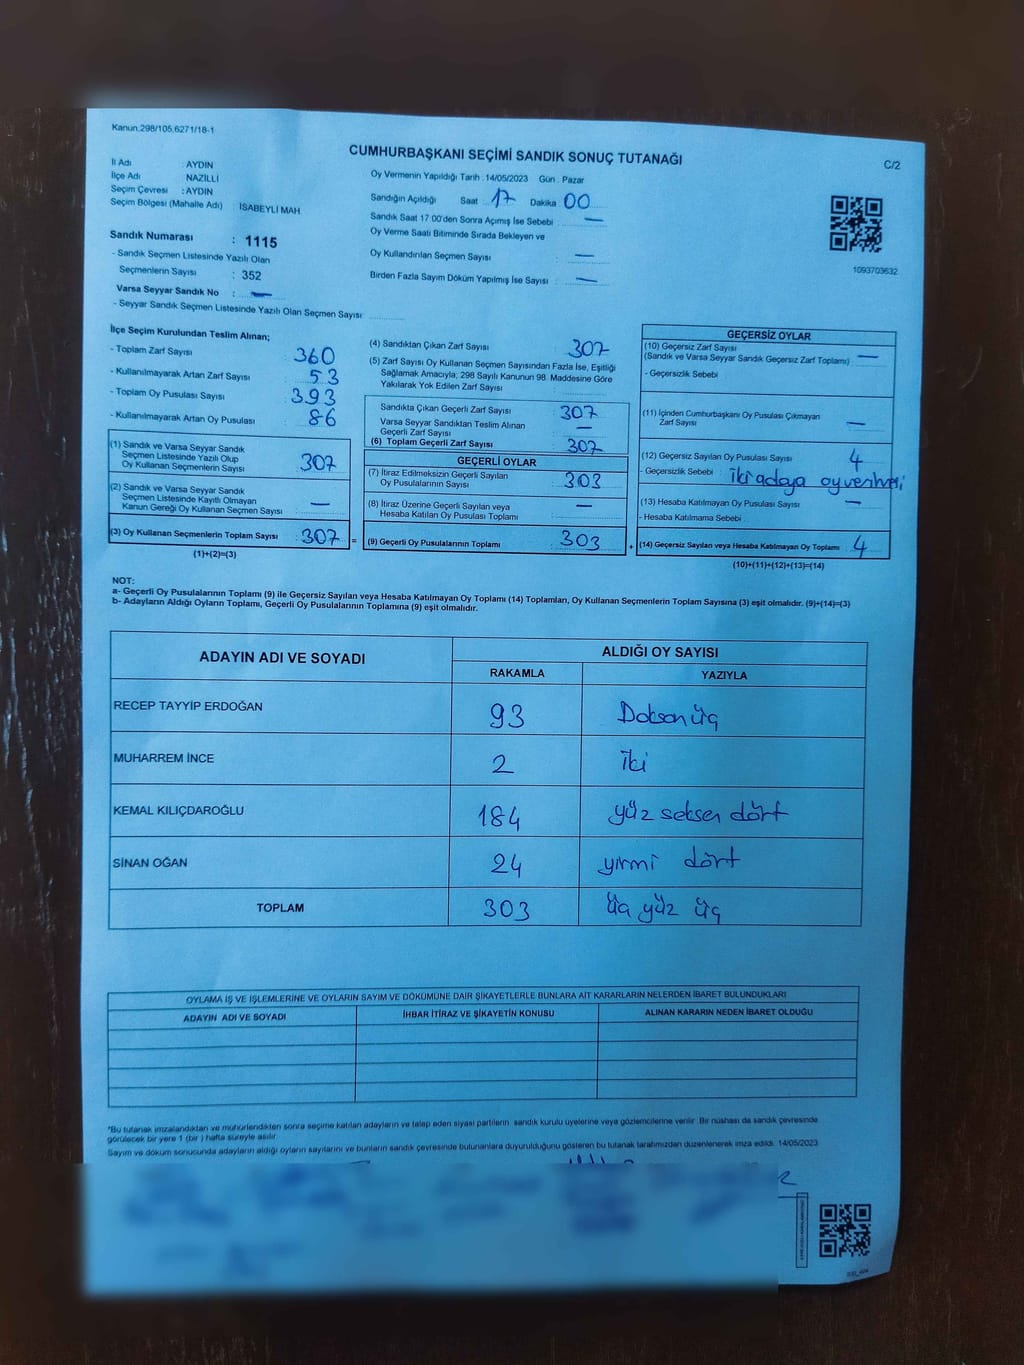 Kanun.298/105,6271/18-1
CUMHURBAŞKANI SEÇİMİ SANDIK SONUÇ TUTANAĞI
C/2
İl Adı : AYDIN
İlçe Adı NAZİLLİ
Seçim Çevresi : AYDIN
Seçim Bölgesi (Mahalle Adı) : İSABEYLİ MAH
Oy Vermenin Yapıldığı Tarih :14/05/2023 Gün : Pazar
Sandığın Açıldığı Saat 17 Dakika 00
Sandık Saat 17:00'den Sonra Açımış İse Sebebi : —
Oy Verme Saati Bitiminde Sırada Bekleyen ve
Oy Kullandırılan Seçmen Sayısı : —
Birden Fazla Sayım Döküm Yapılmış İse Sayısı : —
1093703632
Sandık Numarası : 1115
- Sandık Seçmen Listesinde Yazılı Olan
Seçmenlerin Sayısı : 352
Varsa Seyyar Sandık No : —
- Seyyar Sandık Seçmen Listesinde Yazılı Olan Seçmen Sayısı
İlçe Seçim Kurulundan Teslim Alınan;
- Toplam Zarf Sayısı 360
- Kullanılmayarak Artan Zarf Sayısı : 53
- Toplam Oy Pusulası Sayısı : 393
- Kullanılmayarak Artan Oy Pusulası : 86
(1) Sandık ve Varsa Seyyar Sandık
Seçmen Listesinde Yazılı Olup
Oy Kullanan Seçmenlerin Sayısı : 307
(2) Sandık ve Varsa Seyyar Sandık
Seçmen Listesinde Kayıtlı Olmayan
Kanun Gereği Oy Kullanan Seçmen Sayısı : —
(3) Oy Kullanan Seçmenlerin Toplam Sayısı : 307 =
(1)+(2)=(3)
(4) Sandıktan Çıkan Zarf Sayısı 307
(5) Zarf Sayısı Oy Kullanan Seçmen Sayısından Fazla İse, Eşitliği
Sağlamak Amacıyla; 298 Sayılı Kanunun 98. Maddesine Göre
Yakılarak Yok Edilen Zarf Sayısı
Sandıkta Çıkan Geçerli Zarf Sayısı : 307
Varsa Seyyar Sandıktan Teslim Alınan
Geçerli Zarf Sayısı : —
(6) Toplam Geçerli Zarf Sayısı 307
GEÇERLİ OYLAR
(7) İtiraz Edilmeksizin Geçerli Sayılan
Oy Pusulalarının Sayısı : 303
(8) İtiraz Üzerine Geçerli Sayılan veya
Hesaba Katılan Oy Pusulası Toplamı : —
(9) Geçerli Oy Pusulalarının Toplamı : 303 +
GEÇERSİZ OYLAR
(10) Geçersiz Zarf Sayısı
(Sandık ve Varsa Seyyar Sandık Geçersiz Zarf Toplamı) —
- Geçersizlik Sebebi
(11) İçinden Cumhurbaşkanı Oy Pusulası Çıkmayan
Zarf Sayısı : —
(12) Geçersiz Sayılan Oy Pusulası Sayısı : 4
- Geçersizlik Sebebi : iki adaya oy verilmesi
(13) Hesaba Katılmayan Oy Pusulası Sayısı : —
- Hesaba Katılmama Sebebi :
(14) Geçersiz Sayılan veya Hesaba Katılmayan Oy Toplamı : 4
(10)+(11)+(12)+(13)=(14)
NOT:
a- Geçerli Oy Pusulalarının Toplamı (9) ile Geçersiz Sayılan veya Hesaba Katılmayan Oy Toplamı (14) Toplamları, Oy Kullanan Seçmenlerin Toplam Sayısına (3) eşit olmalıdır. (9)+(14)=(3)
b- Adayların Aldığı Oyların Toplamı, Geçerli Oy Pusulalarının Toplamına (9) eşit olmalıdır.
ADAYIN ADI VE SOYADI
ALDIĞI OY SAYISI
RAKAMLA YAZIYLA
RECEP TAYYİP ERDOĞAN 93 Doksan üç
MUHARREM İNCE 2 iki
KEMAL KILIÇDAROĞLU 184 yüz seksen dört
SİNAN OĞAN 24 yirmi dört
TOPLAM 303 üç yüz üç
OYLAMA İŞ VE İŞLEMLERİNE VE OYLARIN SAYIM VE DÖKÜMÜNE DAİR ŞİKAYETLERLE BUNLARA AİT KARARLARIN NELERDEN İBARET BULUNDUKLARI
ADAYIN ADI VE SOYADI İHBAR İTİRAZ VE ŞİKAYETİN KONUSU ALINAN KARARIN NEDEN İBARET OLDUĞU
*Bu tutanak imzalandıktan ve mühürlendikten sonra seçime katılan adayların ve talep eden siyasi partilerin sandık kurulu üyelerine veya gözlemcilerine verilir. Bir nüshası da sandık çevresinde
görülecek bir yere 1 (bir) hafta süreyle asılır.
Sayım ve döküm sonucunda adayların aldığı oyların sayılarını ve bunların sandık çevresinde bulunanlara duyurulduğunu gösteren bu tutanak tarafımızdan düzenlenerek imza edildi. 14/05/2023